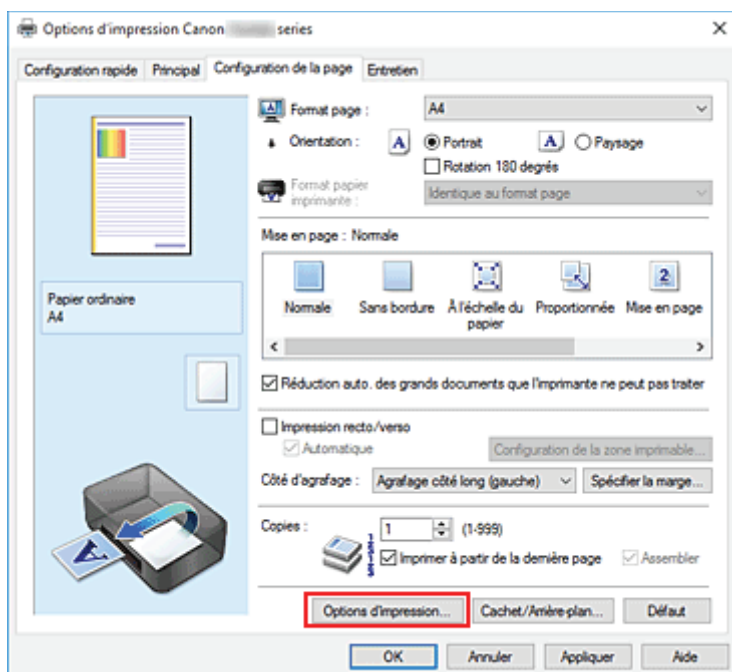 Options d'impression Canon series
Configuration rapide Principal Configuration de la page Entretien
Format page : A4
Orientation : A Portrait A Paysage
Rotation 180 degrés
Format papier
imprimante : Identique au format page
Mise en page : Normale
2
Normale Sans bordure À l'échelle du Proportionnée Mise en page
papier
Papier ordinaire
A4
Réduction auto. des grands documents que l'imprimante ne peut pas traiter
Impression recto/verso
Automatique Configuration de la zone imprimable...
Côté d'agrafage : Agrafage côté long (gauche) Spécifier la marge...
Copies : 1 (1-999)
Imprimer à partir de la dernière page Assembler
A
Options d'impression... Cachet/Arrière-plan... Défaut
OK Annuler Appliquer Aide